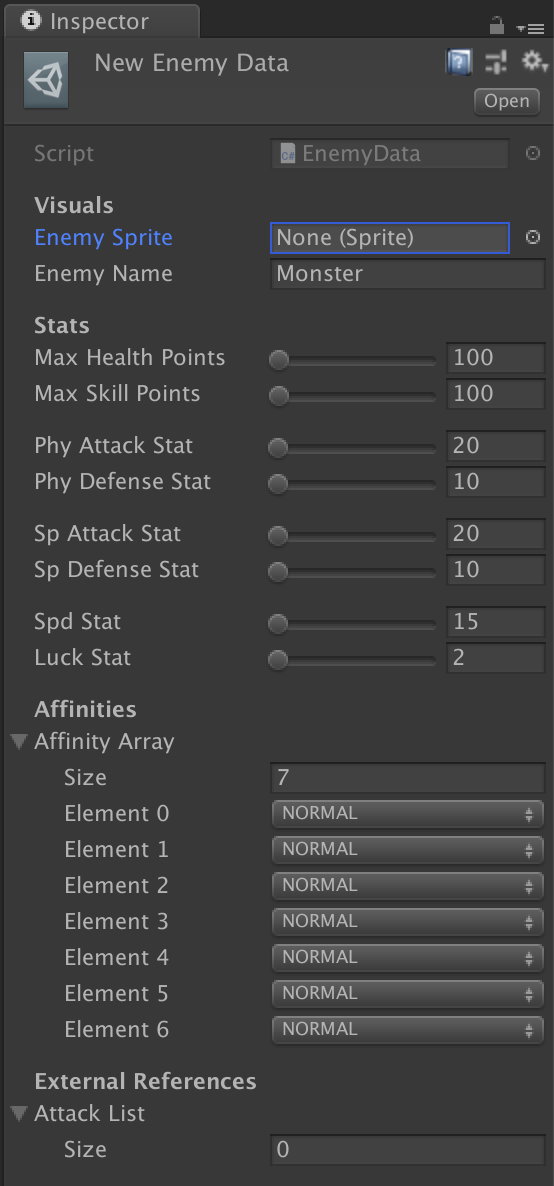 Inspector
New Enemy Data
Open
Script C# EnemyData
Visuals
Enemy Sprite None (Sprite)
Enemy Name Monster
Stats
Max Health Points 100
Max Skill Points 100
Phy Attack Stat 20
Phy Defense Stat 10
Sp Attack Stat 20
Sp Defense Stat 10
Spd Stat 15
Luck Stat 2
Affinities
Affinity Array
Size 7
Element 0 NORMAL
Element 1 NORMAL
Element 2 NORMAL
Element 3 NORMAL
Element 4 NORMAL
Element 5 NORMAL
Element 6 NORMAL
External References
Attack List
Size 0